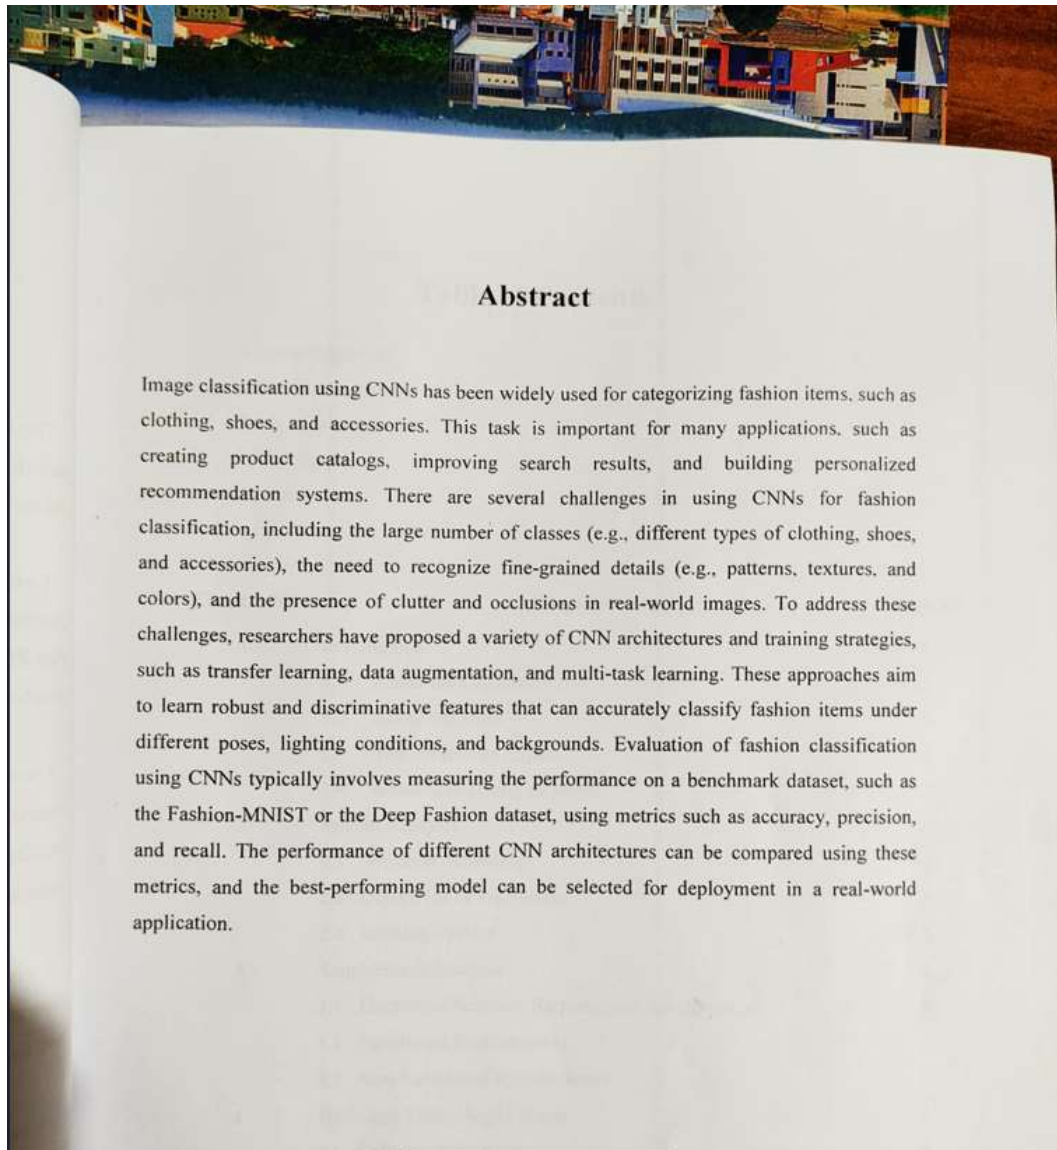 Abstract
Image classification using CNNs has been widely used for categorizing fashion items, such as
clothing, shoes, and accessories. This task is important for many applications, such as
creating product catalogs, improving search results, and building personalized
recommendation systems. There are several challenges in using CNNs for fashion
classification, including the large number of classes (e.g., different types of clothing, shoes,
and accessories), the need to recognize fine-grained details (e.g., patterns, textures, and
colors), and the presence of clutter and occlusions in real-world images. To address these
challenges, researchers have proposed a variety of CNN architectures and training strategies,
such as transfer learning, data augmentation, and multi-task learning. These approaches aim
to learn robust and discriminative features that can accurately classify fashion items under
different poses, lighting conditions, and backgrounds. Evaluation of fashion classification
using CNNs typically involves measuring the performance on a benchmark dataset, such as
the Fashion-MNIST or the Deep Fashion dataset, using metrics such as accuracy, precision,
and recall. The performance of different CNN architectures can be compared using these
metrics, and the best-performing model can be selected for deployment in a real-world
application.